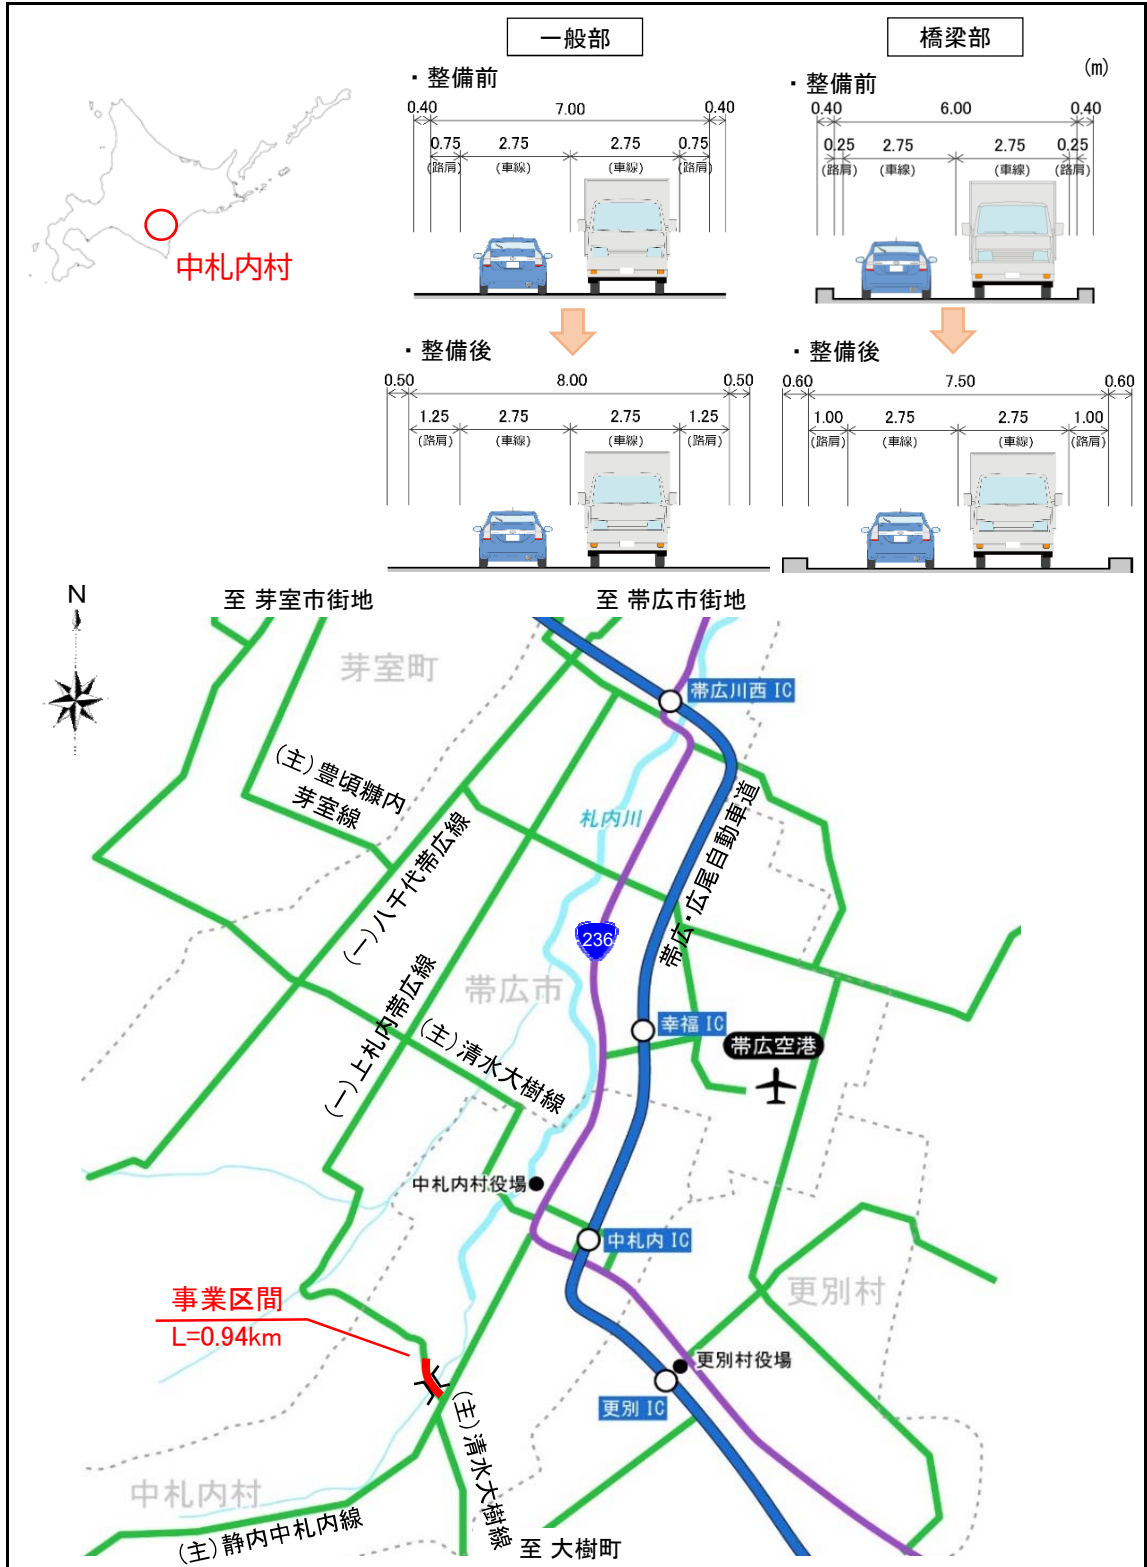 一般部
橋梁部
(m)
・整備前
0.40 7.00 0.40
0.75 2.75 2.75 0.75
(路肩) (車線) (車線) (路肩)
・整備前
0.40 6.00 0.40
0.25 2.75 2.75 0.25
(路肩) (車線) (車線) (路肩)
中札内村
・整備後
0.50 8.00 0.50
1.25 2.75 2.75 1.25
(路肩) (車線) (車線) (路肩)
・整備後
0.60 7.50 0.60
1.00 2.75 2.75 1.00
(路肩) (車線) (車線) (路肩)
N
至 芽室市街地
至 帯広市街地
芽室町
帯広川西 IC
(主)豊頃糠内
芽室線
札内川
帯広・広尾自動車道
(一)八千代帯広線
236
帯広市
(一)上札内帯広線
(主)清水大樹線
幸福 IC
帯広空港
中札内村役場
中札内 IC
更別村
事業区間
L=0.94km
更別村役場
更別 IC
(主)清水大樹線
中札内村
(主)静内中札内線
至 大樹町